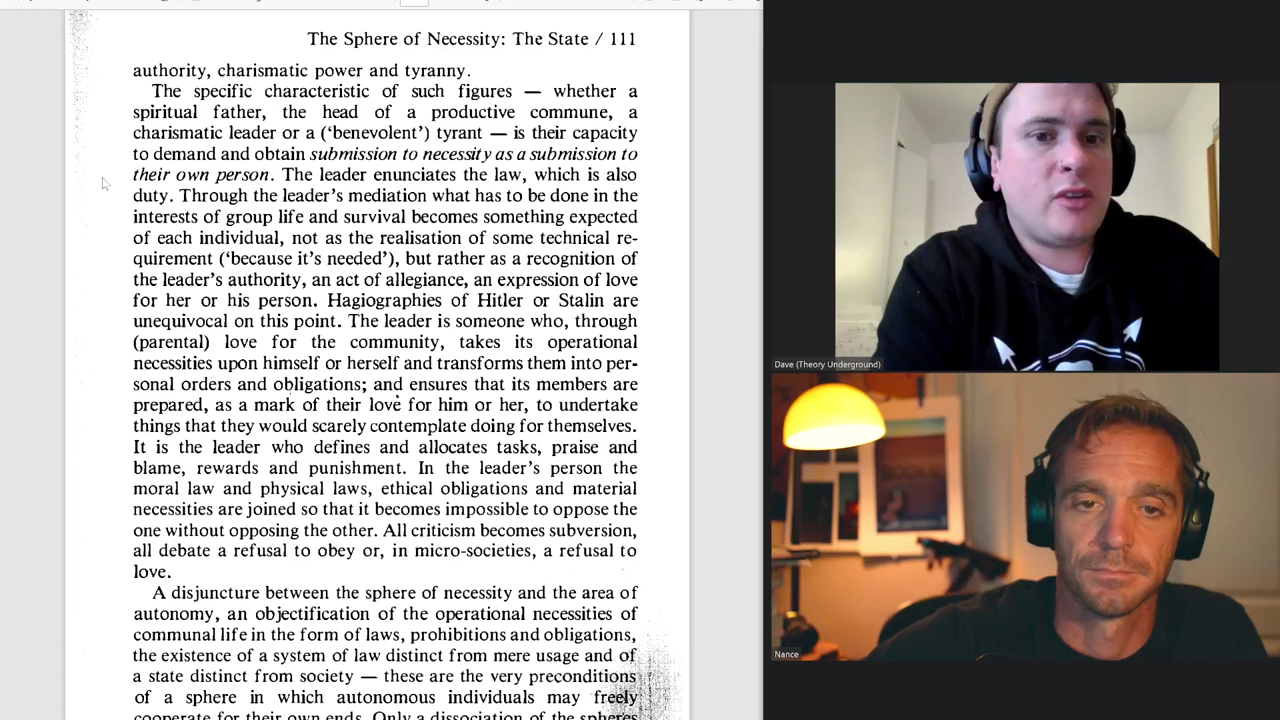 The Sphere of Necessity: The State / 111
authority, charismatic power and tyranny.
The specific characteristic of such figures — whether a
spiritual father, the head of a productive commune, a
charismatic leader or a (‘benevolent’) tyrant — is their capacity
to demand and obtain submission to necessity as a submission to
their own person. The leader enunciates the law, which is also
duty. Through the leader’s mediation what has to be done in the
interests of group life and survival becomes something expected
of each individual, not as the realisation of some technical re-
quirement (‘because it’s needed’), but rather as a recognition of
the leader’s authority, an act of allegiance, an expression of love
for her or his person. Hagiographies of Hitler or Stalin are
unequivocal on this point. The leader is someone who, through
(parental) love for the community, takes its operational
necessities upon himself or herself and transforms them into per-
sonal orders and obligations; and ensures that its members are
prepared, as a mark of their love for him or her, to undertake
things that they would scarely contemplate doing for themselves.
It is the leader who defines and allocates tasks, praise and
blame, rewards and punishment. In the leader’s person the
moral law and physical laws, ethical obligations and material
necessities are joined so that it becomes impossible to oppose the
one without opposing the other. All criticism becomes subversion,
all debate a refusal to obey or, in micro-societies, a refusal to
love.
A disjuncture between the sphere of necessity and the area of
autonomy, an objectification of the operational necessities of
communal life in the form of laws, prohibitions and obligations,
the existence of a system of law distinct from mere usage and of
a state distinct from society — these are the very preconditions
of a sphere in which autonomous individuals may freely
cooperate for their own ends. Only a dissociation of the spheres
Dave (Theory Underground)
Nance